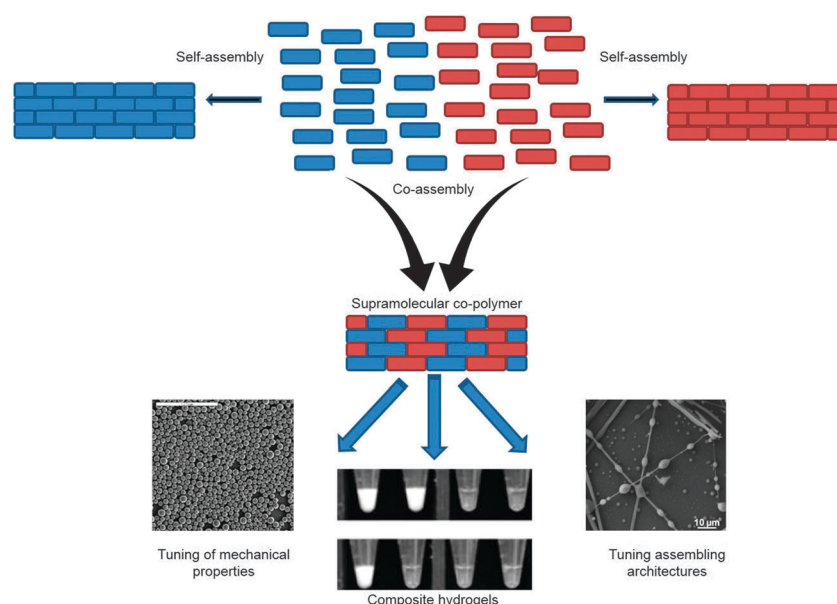 Self-assembly
Self-assembly
Co-assembly
Supramolecular co-polymer
10 µm
Tuning of mechanical
properties
Tuning assembling
architectures
Composite hydrogels